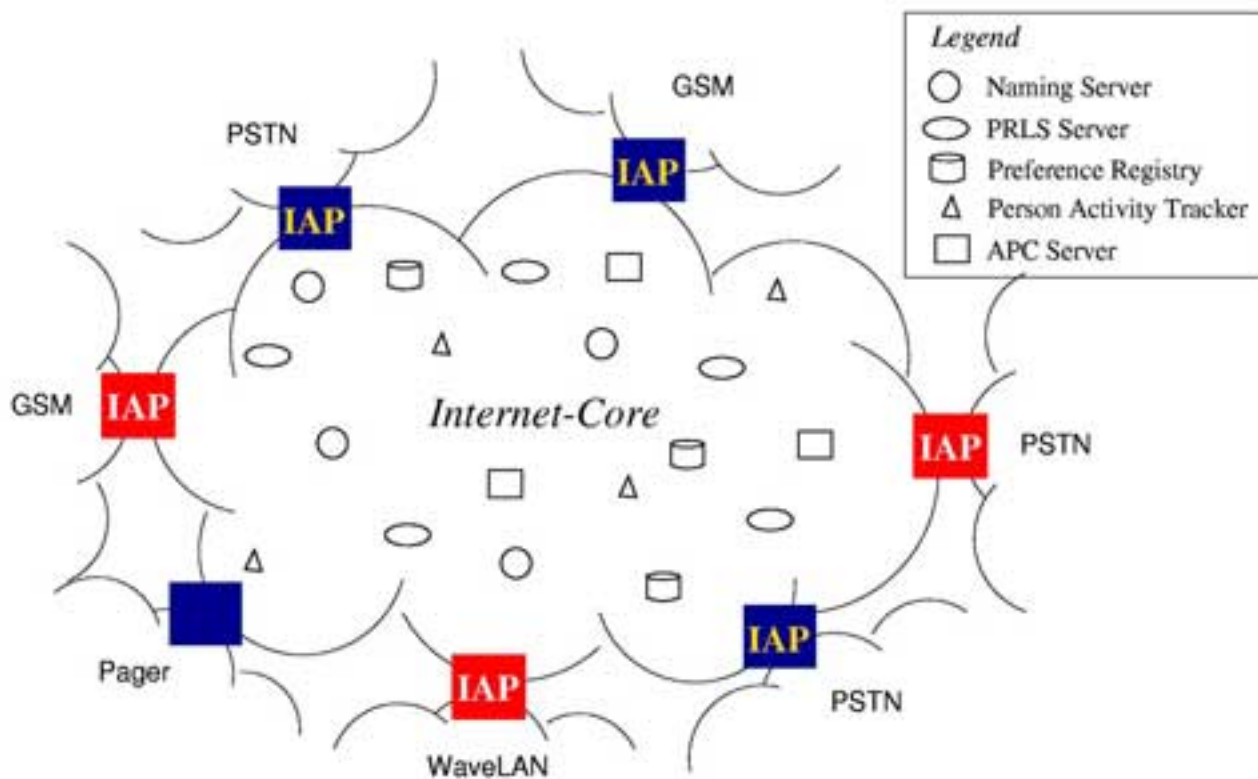 Legend
Naming Server
PRLS Server
Preference Registry
Person Activity Tracker
APC Server
GSM
PSTN
IAP
IAP
GSM
IAP
Internet-Core
IAP
PSTN
Pager
IAP
PSTN
IAP
WaveLAN